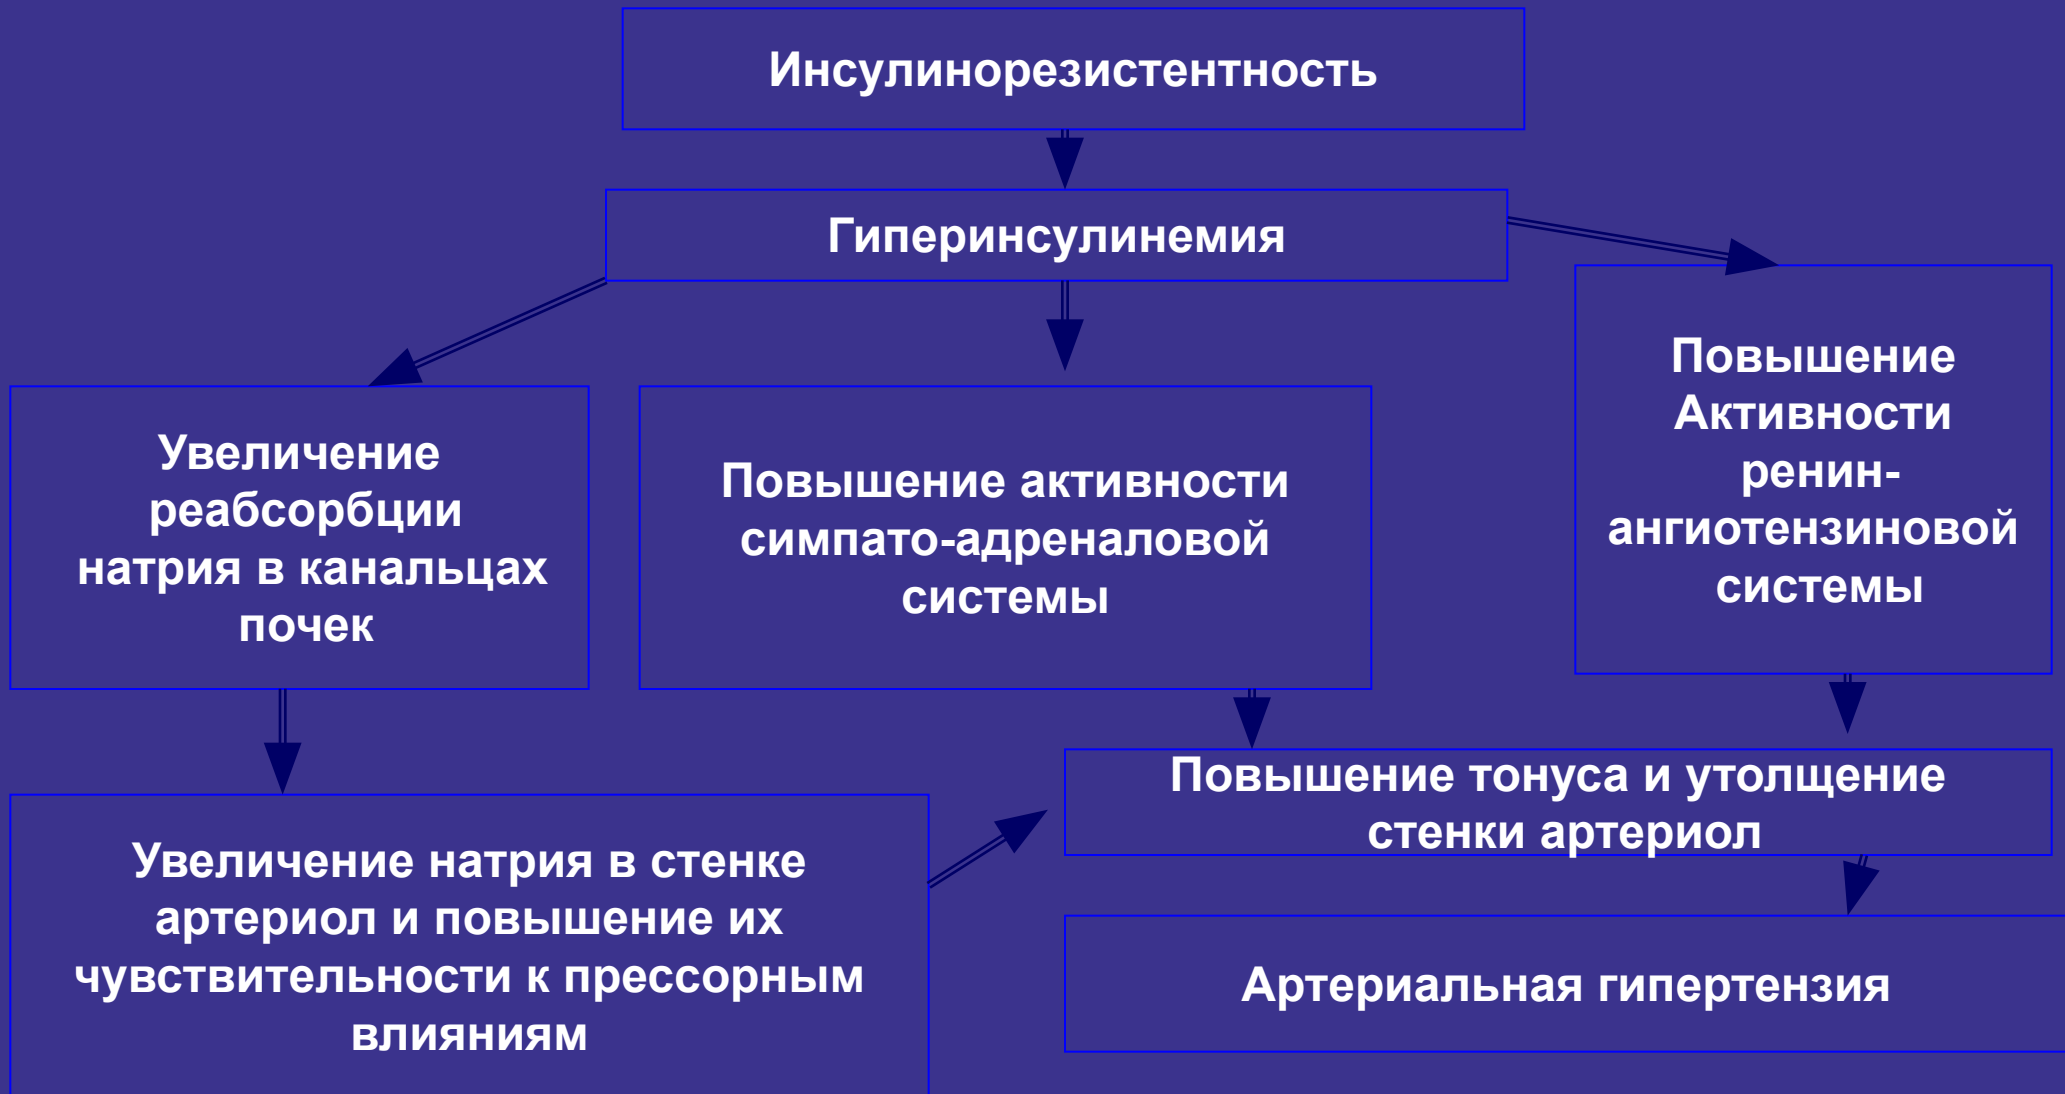 Инсулинорезистентность
Гиперинсулинемия
Увеличение
реабсорбции
натрия в канальцах
почек
Повышение активности
симпато-адреналовой
системы
Повышение
Активности
ренин-
ангиотензиновой
системы
Повышение тонуса и утолщение
стенки артериол
Увеличение натрия в стенке
артериол и повышение их
чувствительности к прессорным
влияниям
Артериальная гипертензия